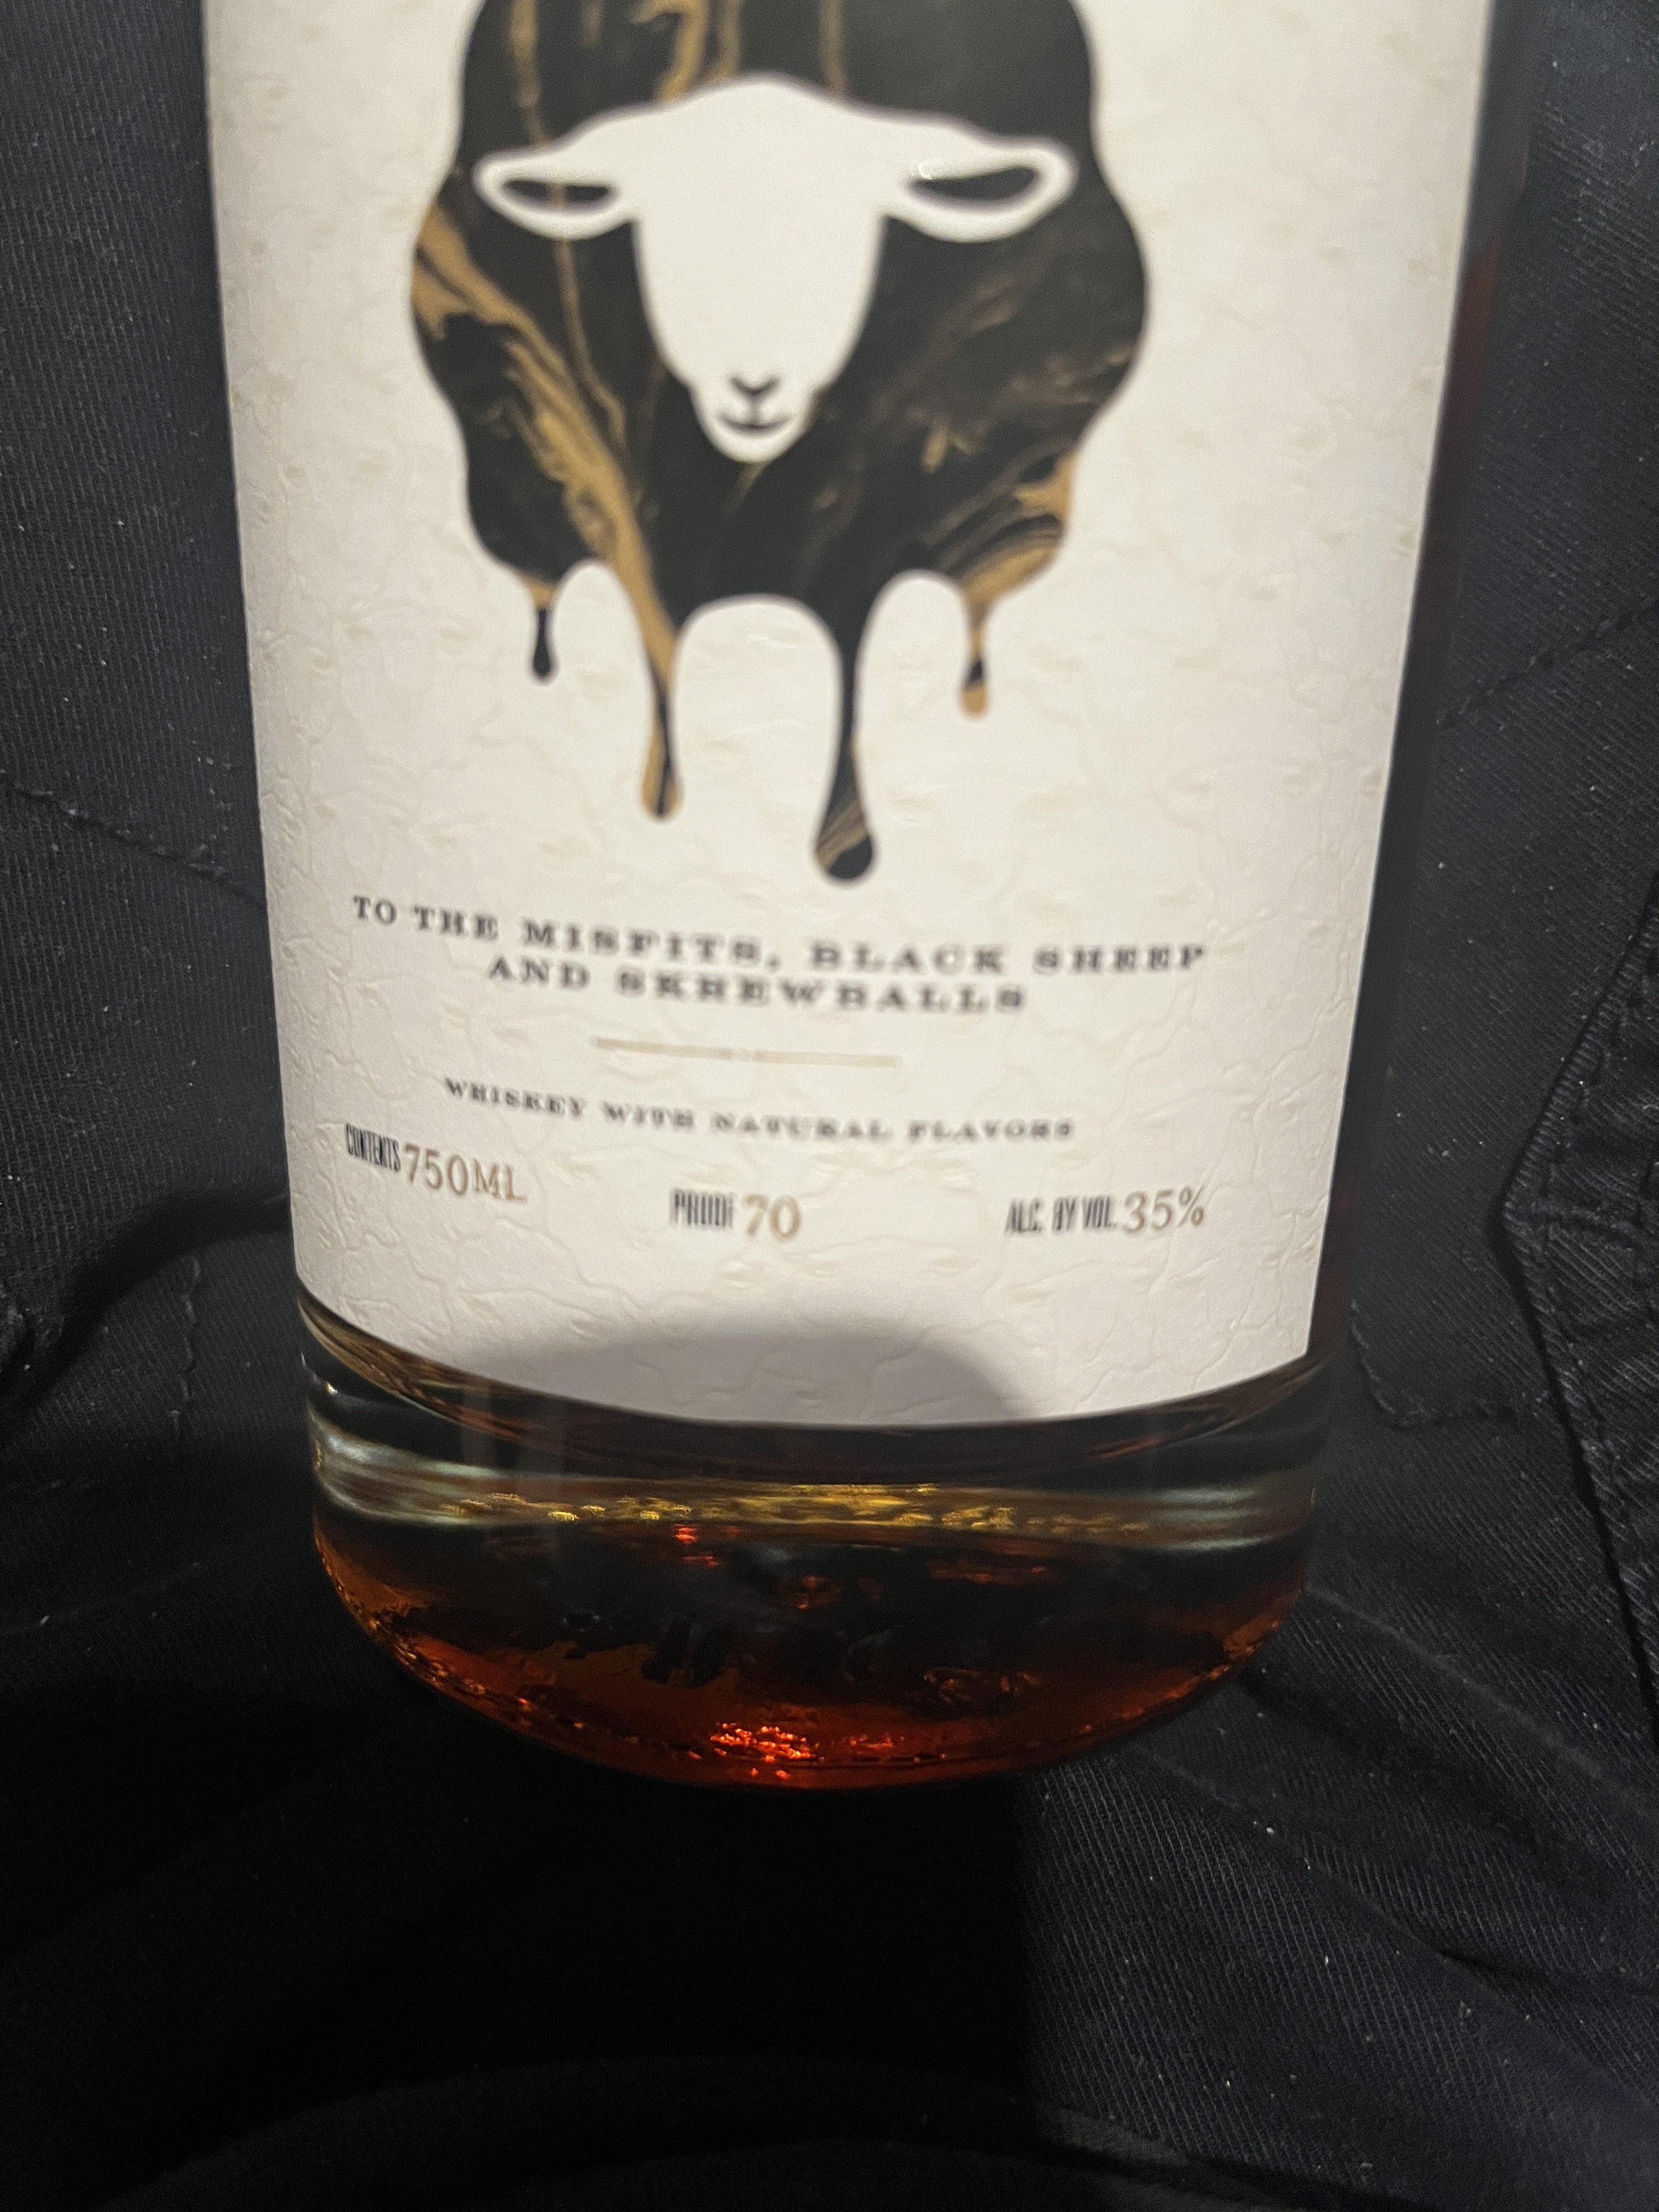 TO THE MISFITS, BLACK SHEEP
AND SKREWBALLS
WHISKEY WITH NATURAL FLAVORS
CONTENTS 750ML
PROOF 70
ALC. BY VOL. 35%